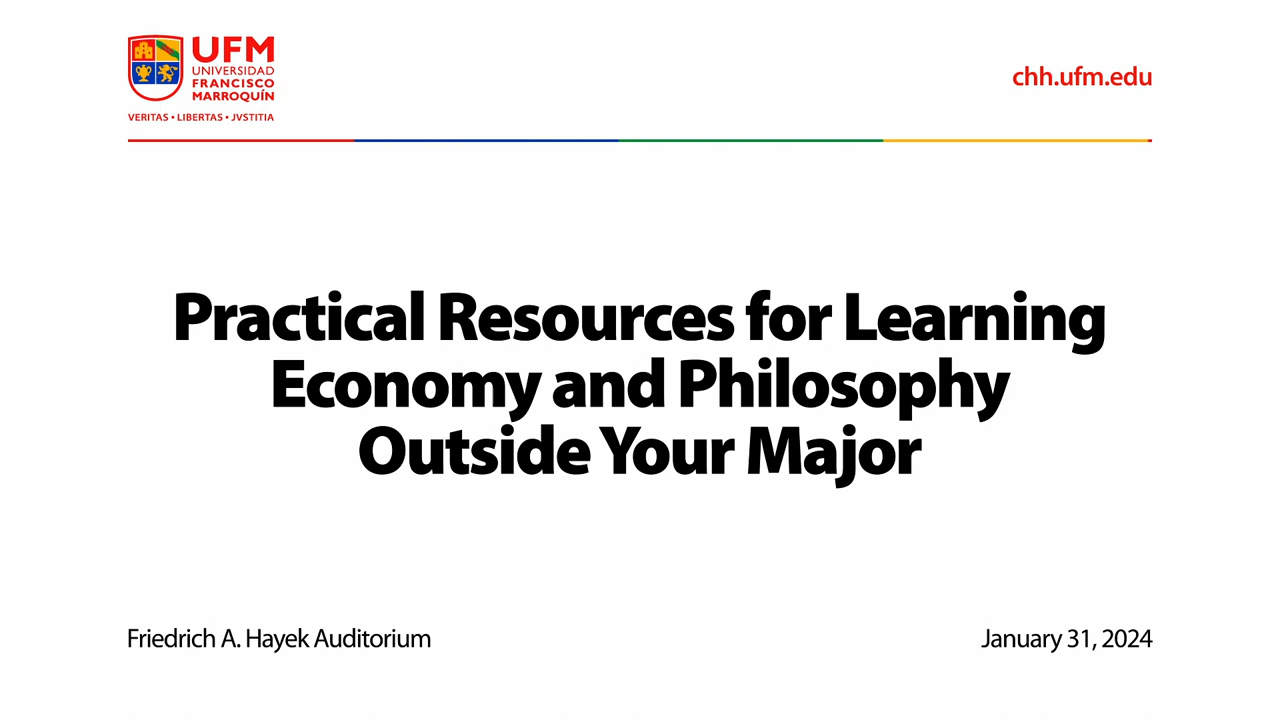 UFM
UNIVERSIDAD
FRANCISCO
MARROQUÍN
VERITAS • LIBERTAS • JVSTITIA
chh.ufm.edu
Practical Resources for Learning
Economy and Philosophy
Outside Your Major
Friedrich A. Hayek Auditorium
January 31, 2024